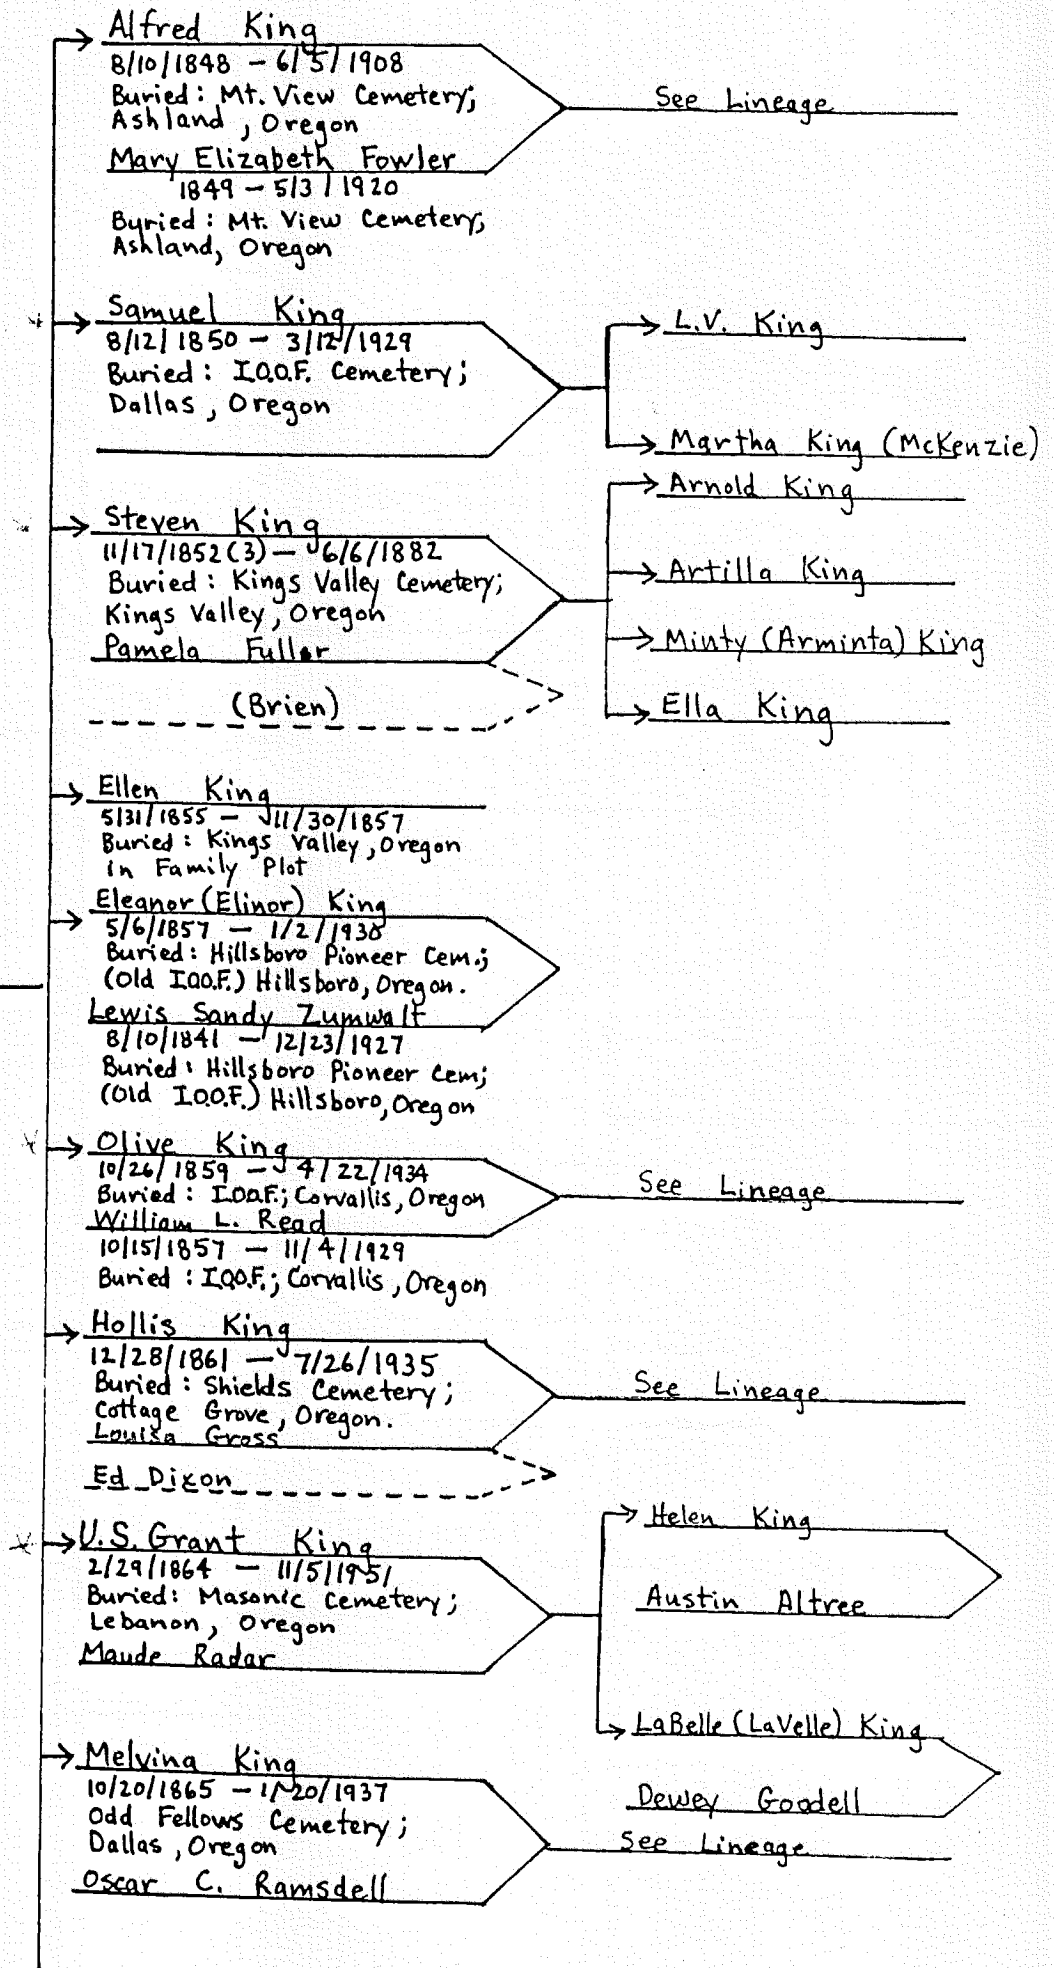 Alfred King
8/10/1848 - 6/5/1908
Buried: Mt. View Cemetery;
Ashland, Oregon
See Lineage
Mary Elizabeth Fowler
1849 - 5/3/1920
Buried: Mt. View Cemetery,
Ashland, Oregon
Samuel King
8/12/1850 - 3/12/1929
Buried: I.O.O.F. Cemetery;
Dallas, Oregon
L.V. King
Martha King (McKenzie)
Steven King
11/17/1852(3) - 6/6/1882
Buried: Kings Valley Cemetery;
Kings Valley, Oregon
Pamela Fuller
(Brien)
Arnold King
Artilla King
Minty (Arminta) King
Ella King
Ellen King
5/31/1855 - 11/30/1857
Buried: Kings Valley, Oregon
in Family Plot
Eleanor (Elinor) King
5/6/1857 - 1/2/
Buried: Hillsboro Pioneer Cem.;
(Old I.O.O.F.) Hillsboro, Oregon.
Lewis Sandy Zumwalt
8/10/1841 - 12/23/1927
Buried: Hillsboro Pioneer Cem;
(Old I.O.O.F.) Hillsboro, Oregon
Olive King
10/26/1859 - 4/22/1934
Buried: I.O.O.F.; Corvallis, Oregon
See Lineage
William L. Read
10/15/1857 - 11/4/1929
Buried: I.O.O.F.; Corvallis, Oregon
Hollis King
12/28/1861 - 7/26/1935
Buried: Shields Cemetery;
Cottage Grove, Oregon.
See Lineage
Louisa Gross
Ed Dixon
U.S. Grant King
2/29/1864 - 11/5/1951
Buried: Masonic Cemetery;
Lebanon, Oregon
Maude Radar
Helen King
Austin Altree
LaBelle (LaVelle) King
Dewey Goodell
Melvina King
10/20/1865 - 1/20/1937
Odd Fellows Cemetery;
Dallas, Oregon
See Lineage
Oscar C. Ramsdell